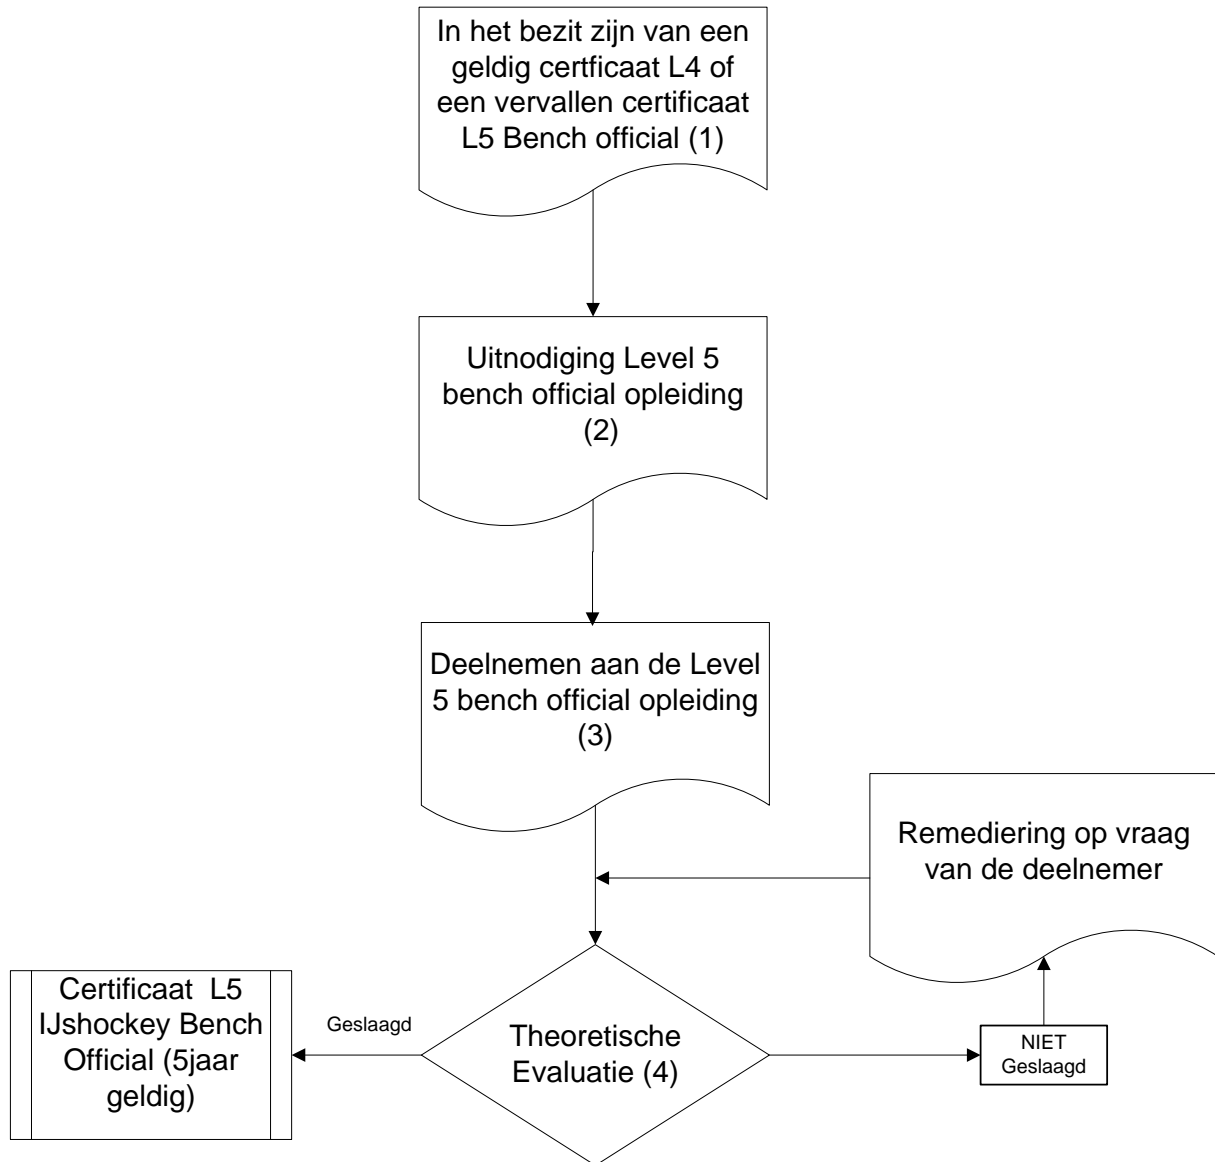 In het bezit zijn van een
geldig certficaat L4 of
een vervallen certificaat
L5 Bench official (1)
Uitnodiging Level 5
bench official opleiding
(2)
Deelnemen aan de Level
5 bench official opleiding
(3)
Remediering op vraag
van de deelnemer
Certificaat L5
IJshockey Bench
Official (5jaar
geldig)
Geslaagd
Theoretische
Evaluatie (4)
NIET
Geslaagd